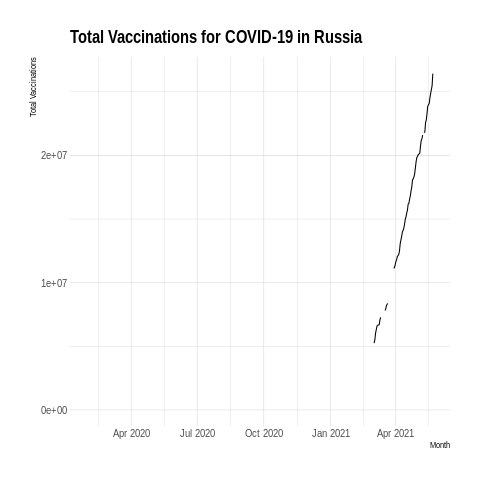 Total Vaccinations for COVID-19 in Russia
Total Vaccinations
2e+07
1e+07
0e+00
Apr 2020 Jul 2020 Oct 2020 Jan 2021 Apr 2021
Month